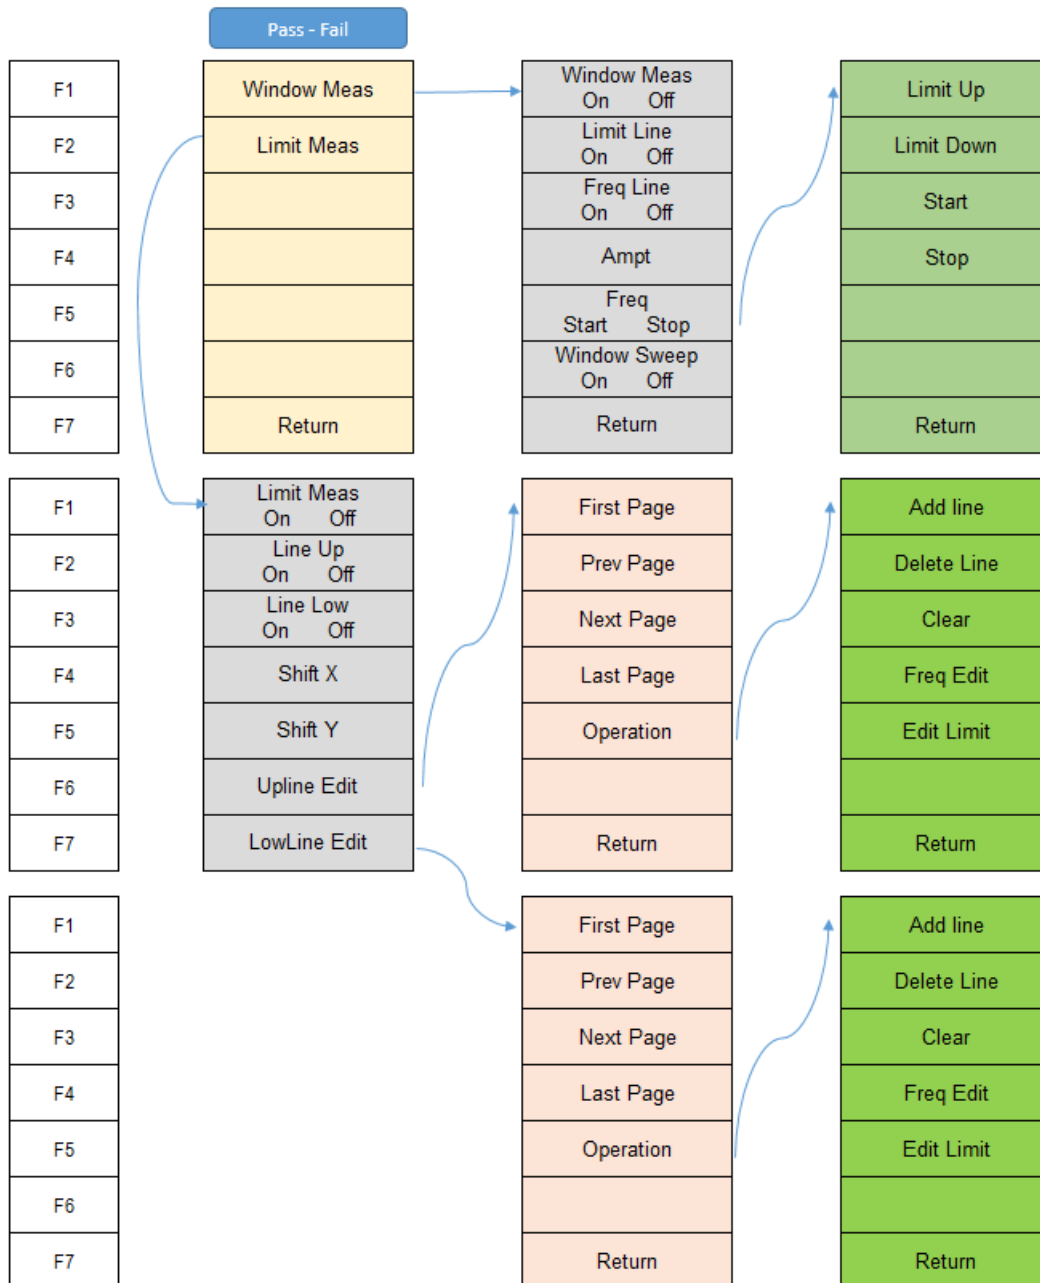 Pass - Fail
F1
F2
F3
F4
F5
F6
F7
Window Meas
Limit Meas
Return
Window Meas
On Off
Limit Line
On Off
Freq Line
On Off
Ampt
Freq
Start Stop
Window Sweep
On Off
Return
Limit Up
Limit Down
Start
Stop
Return
F1
F2
F3
F4
F5
F6
F7
Limit Meas
On Off
Line Up
On Off
Line Low
On Off
Shift X
Shift Y
Upline Edit
LowLine Edit
First Page
Prev Page
Next Page
Last Page
Operation
Return
Add line
Delete Line
Clear
Freq Edit
Edit Limit
Return
F1
F2
F3
F4
F5
F6
F7
First Page
Prev Page
Next Page
Last Page
Operation
Return
Add line
Delete Line
Clear
Freq Edit
Edit Limit
Return